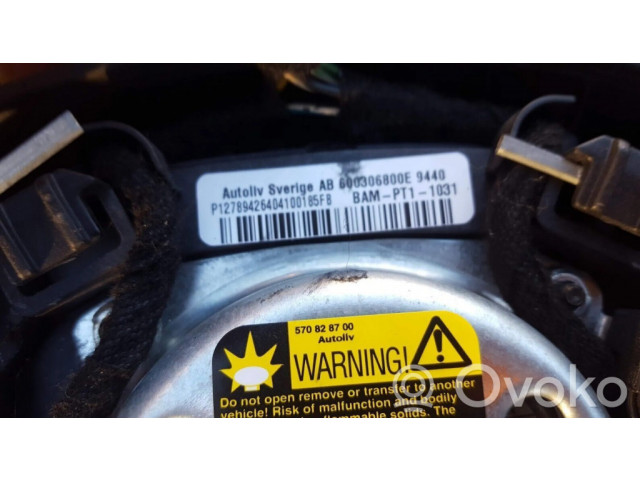 Autoliv Sverige AB 600306800E 9440
P12789426404100185F8 BAM-PT1-1031
570 82 87 00
Autoliv
WARNING!
Do not open remove or transfer to another
vehicle! Risk of malfunction and bodily
flammable solids. The
Ovoko